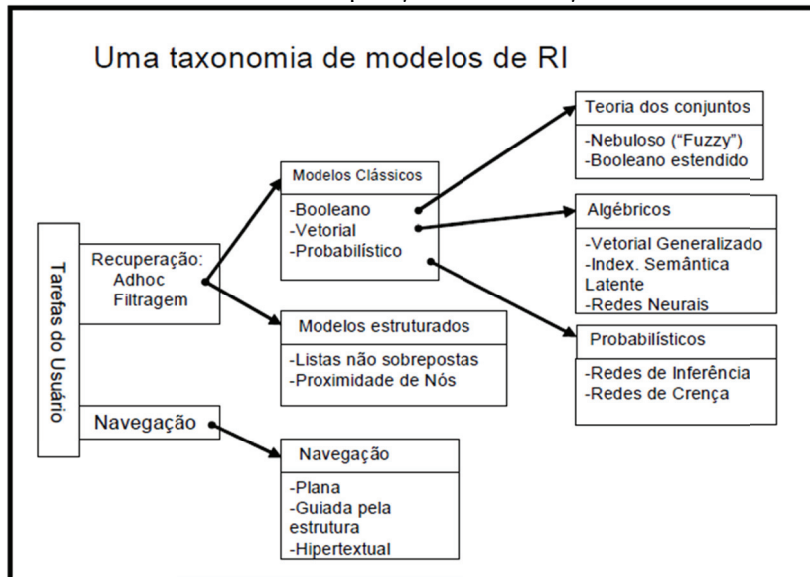 Uma taxonomia de modelos de RI
Tarefas do Usuário
Recuperação:
Adhoc
Filtragem
Navegação
Modelos Clássicos
-Booleano
-Vetorial
-Probabilístico
Modelos estruturados
-Listas não sobrepostas
-Proximidade de Nós
Navegação
-Plana
-Guiada pela
estrutura
-Hipertextual
Teoria dos conjuntos
-Nebuloso (“Fuzzy”)
-Booleano estendido
Algébricos
-Vetorial Generalizado
-Index. Semântica
Latente
-Redes Neurais
Probabilísticos
-Redes de Inferência
-Redes de Crença